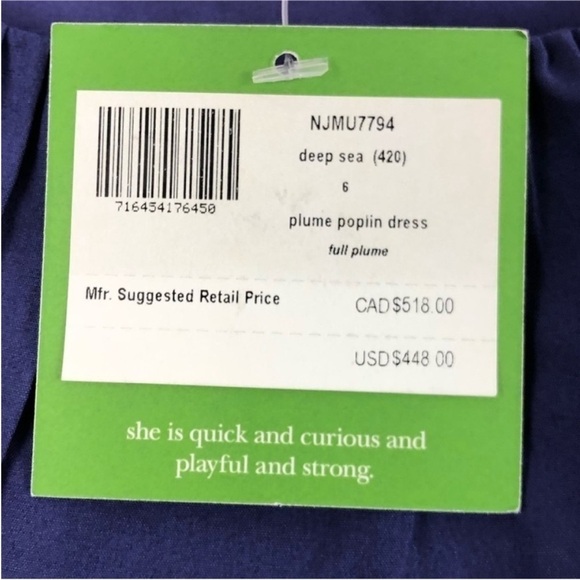 NJMU7794
deep sea (420)
6
716454176450
plume poplin dress
full plume
Mfr. Suggested Retail Price
CAD$518.00
USD$448.00
she is quick and curious and
playful and strong.